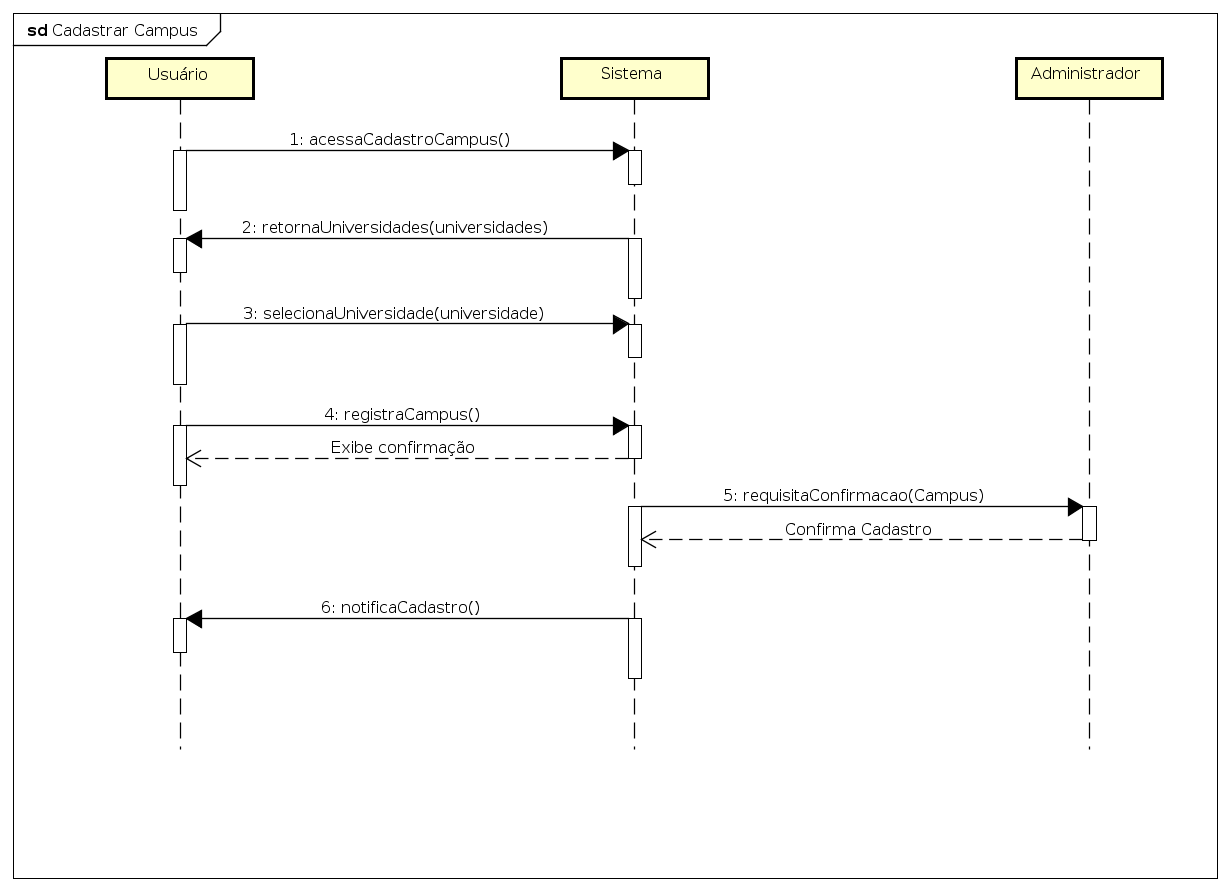 sd Cadastrar Campus
Usuário
Sistema
Administrador
1: acessaCadastroCampus()
2: retornaUniversidades(universidades)
3: selecionaUniversidade(universidade)
4: registraCampus()
Exibe confirmação
5: requisitaConfirmacao(Campus)
Confirma Cadastro
6: notificaCadastro()